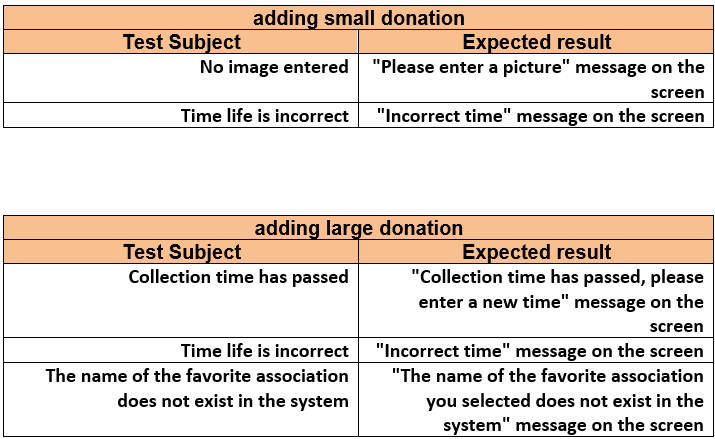 adding small donation
Test Subject
Expected result
No image entered
"Please enter a picture" message on the
screen
Time life is incorrect
"Incorrect time" message on the screen
adding large donation
Test Subject
Expected result
Collection time has passed
"Collection time has passed, please
enter a new time" message on the
screen
Time life is incorrect
"Incorrect time" message on the screen
The name of the favorite association
does not exist in the system
"The name of the favorite association
you selected does not exist in the
system" message on the screen